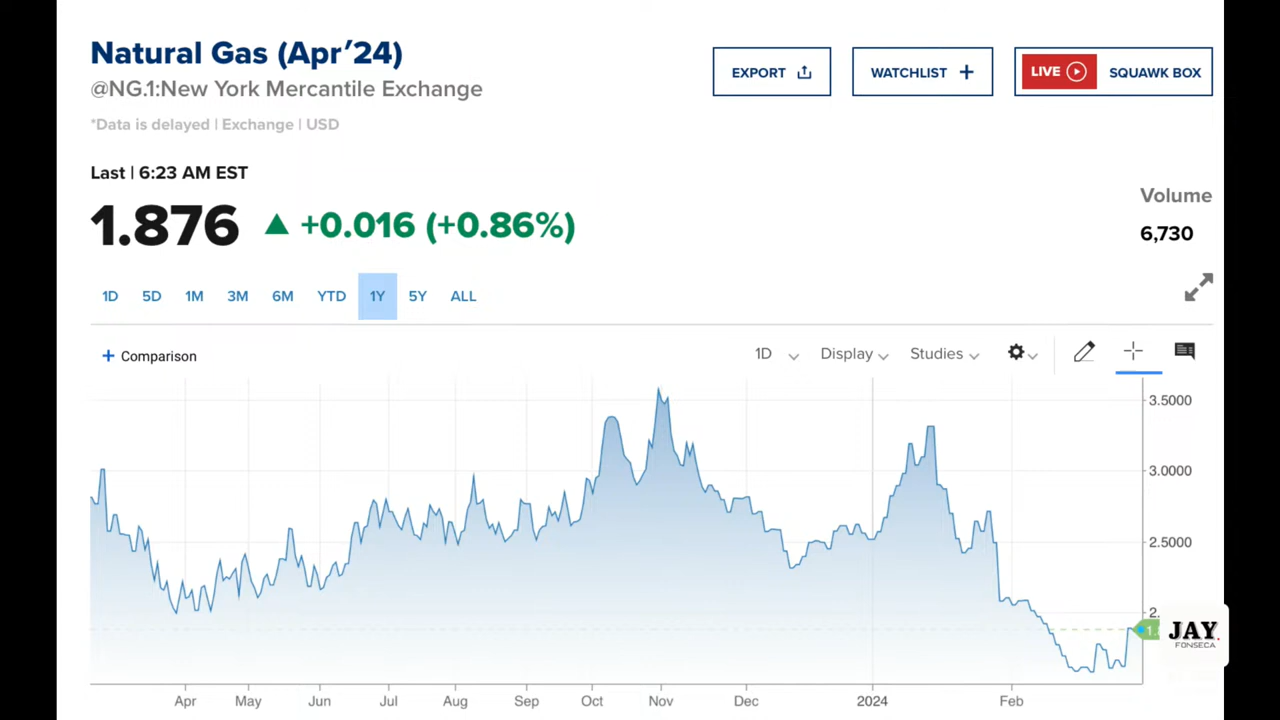 Natural Gas (Apr′24)
@NG.1:New York Mercantile Exchange
*Data is delayed | Exchange | USD
EXPORT
WATCHLIST +
LIVE SQUAWK BOX
Last | 6:23 AM EST
1.876 ▲ +0.016 (+0.86%)
Volume
6,730
1D 5D 1M 3M 6M YTD 1Y 5Y ALL
+ Comparison
1D Display Studies
3.5000
3.0000
2.5000
2.
JAY.
FONSECA
Apr May Jun Jul Aug Sep Oct Nov Dec 2024 Feb